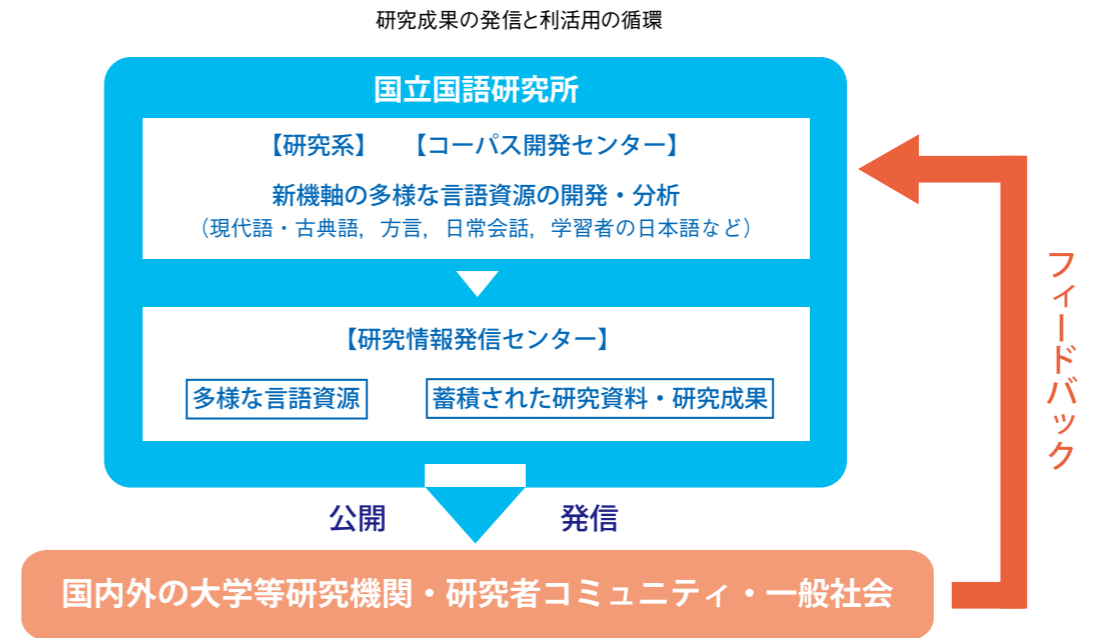 研究成果の発信と利活用の循環
国立国語研究所
【研究系】 【コーパス開発センター】
新機軸の多様な言語資源の開発・分析
（現代語・古典語，方言，日常会話，学習者の日本語など）
【研究情報発信センター】
多様な言語資源 蓄積された研究資料・研究成果
公開 発信
国内外の大学等研究機関・研究者コミュニティ・一般社会
フィードバック